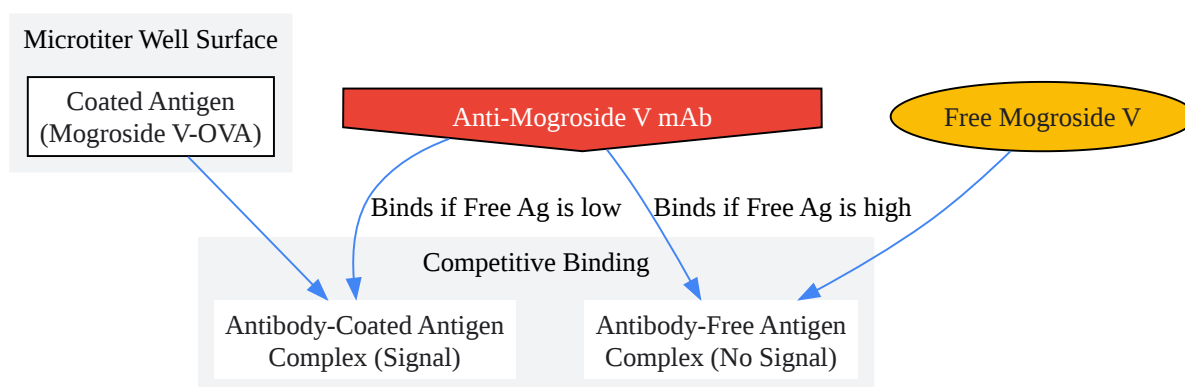 Microtiter Well Surface
Coated Antigen
(Mogroside V-OVA)
Anti-Mogroside V mAb
Free Mogroside V
Binds if Free Ag is low
Binds if Free Ag is high
Competitive Binding
Antibody-Coated Antigen
Complex (Signal)
Antibody-Free Antigen
Complex (No Signal)